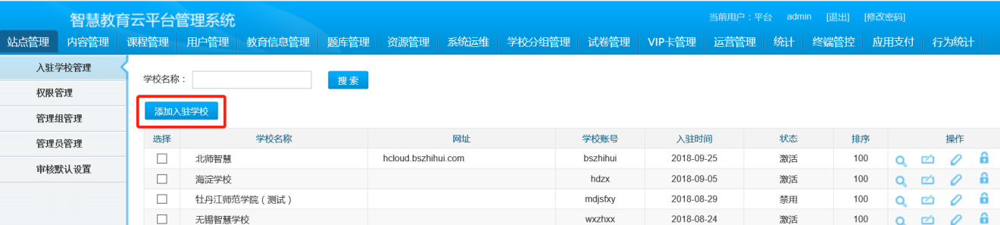 智慧教育云平台管理系统
当前用户：平台 admin [退出] [修改密码]
站点管理 内容管理 课程管理 用户管理 教育信息管理 题库管理 资源管理 系统运维 学校分组管理 试卷管理 VIP卡管理 运营管理 统计 终端管控 应用支付 行为统计
入驻学校管理
权限管理
管理组管理
管理员管理
审核默认设置
学校名称： 搜 索
添加入驻学校
选择 学校名称 网址 学校账号 入驻时间 状态 排序 操作
北师智慧 hcloud.bszhihui.com bszhihui 2018-09-25 激活 100
海淀学校 hdzx 2018-09-05 激活 100
牡丹江师范学院（测试） mdjsfxy 2018-08-29 禁用 100
无锡智慧学校 wxzhxx 2018-08-24 激活 100